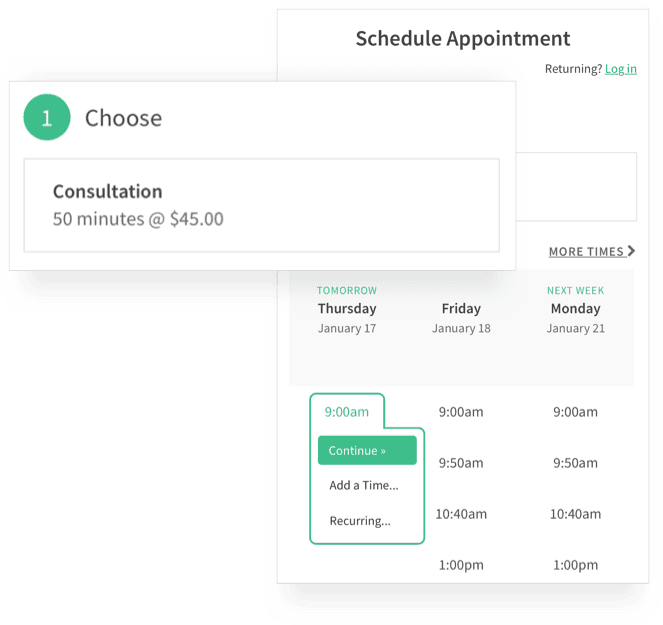 Schedule Appointment
Returning? Log in
1 Choose
Consultation
50 minutes @ $45.00
MORE TIMES
TOMORROW NEXT WEEK
Thursday Friday Monday
January 17 January 18 January 21
9:00am 9:00am 9:00am
Continue »
9:50am 9:50am
Add a Time...
10:40am 10:40am
Recurring...
1:00pm 1:00pm